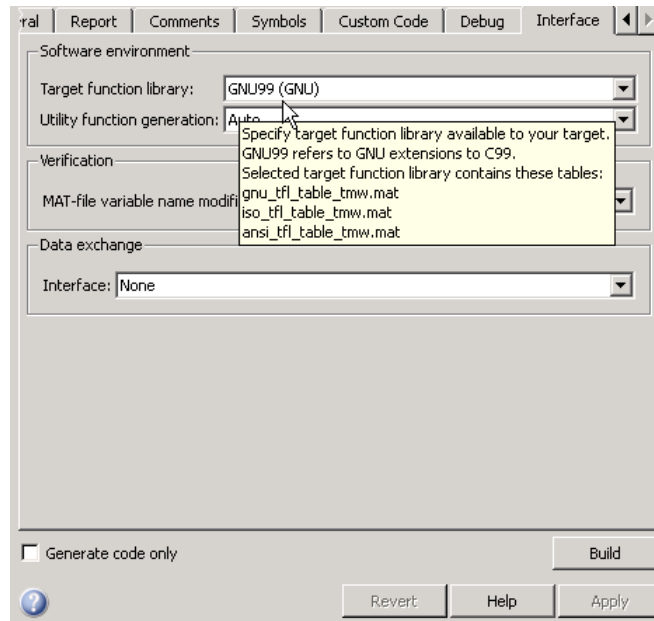 ral Report Comments Symbols Custom Code Debug Interface
Software environment
Target function library: GNU99 (GNU)
Utility function generation: Auto
Specify target function library available to your target.
GNU99 refers to GNU extensions to C99.
Selected target function library contains these tables:
gnu_tfl_table_tmw.mat
iso_tfl_table_tmw.mat
ansi_tfl_table_tmw.mat
Verification
MAT-file variable name modifi
Data exchange
Interface: None
Generate code only
Build
Revert Help Apply